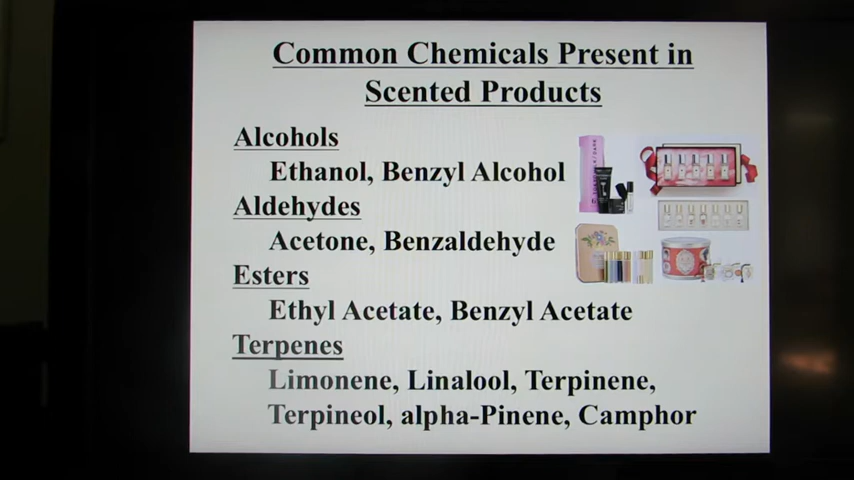 Common Chemicals Present in
Scented Products
Alcohols
Ethanol, Benzyl Alcohol
Aldehydes
Acetone, Benzaldehyde
Esters
Ethyl Acetate, Benzyl Acetate
Terpenes
Limonene, Linalool, Terpinene,
Terpineol, alpha-Pinene, Camphor